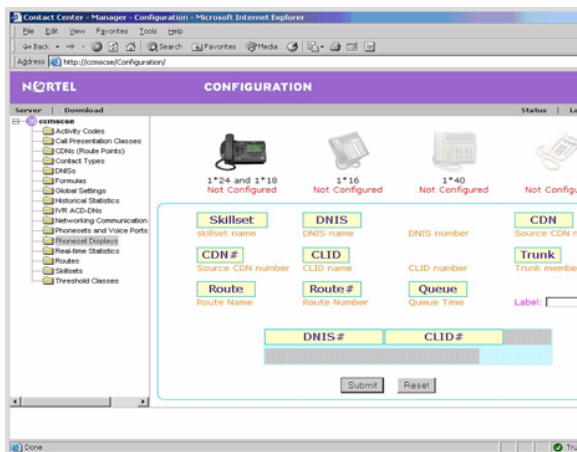 Contact Center - Manager - Configuration - Microsoft Internet Explorer
File Edit View Favorites Tools Help
Back Search Favorites Media
Address http://ccmscse/Configuration/
NORTEL CONFIGURATION
Server | Download Status | La
ccmscse
Activity Codes
Call Presentation Classes
CDNs (Route Points)
Contact Types
DNISs
Formulas
Global Settings
Historical Statistics
IVR ACD-DNs
Networking Communication
Phonesets and Voice Ports
Phoneset Displays
Real-time Statistics
Routes
Skillsets
Threshold Classes
1*24 and 1*18 1*16 1*40
Not Configured Not Configured Not Configured Not Configu
Skillset DNIS CDN
skillset name DNIS name DNIS number Source CDN n
CDN# CLID Trunk
Source CDN number CLID name CLID number Trunk membe
Route Route# Queue
Route Name Route Number Queue Time Label:
DNIS# CLID#
Submit Reset
Done Tru